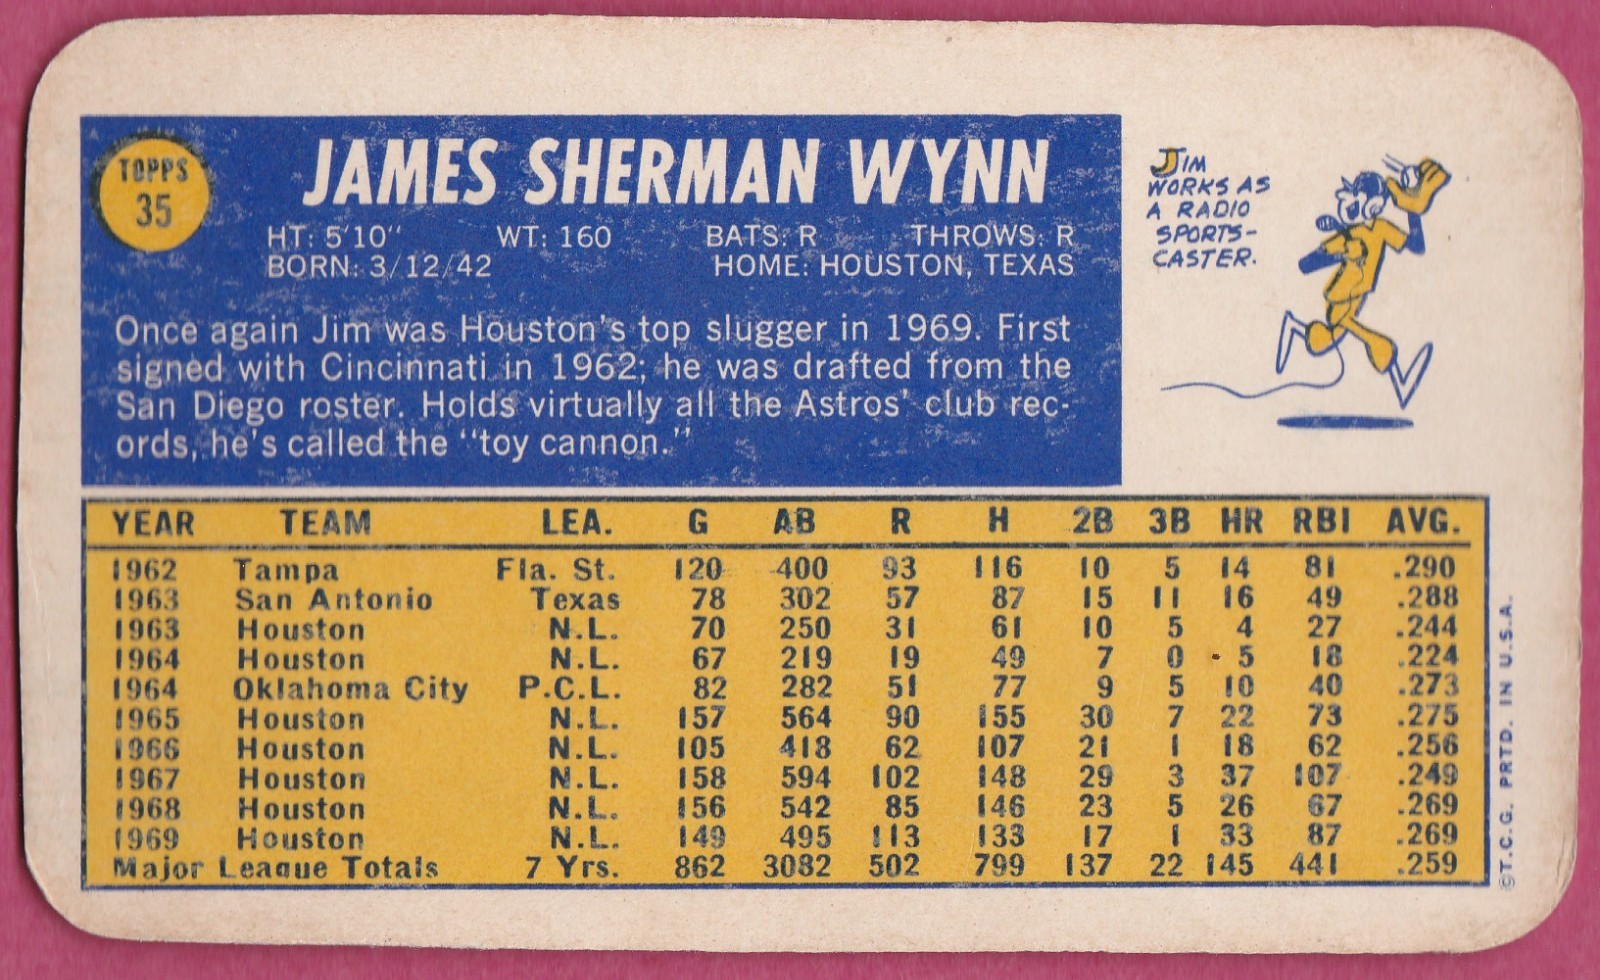 TOPPS
35
JAMES SHERMAN WYNN
HT: 5'10" WT: 160 BATS: R THROWS: R
BORN: 3/12/42 HOME: HOUSTON, TEXAS
Once again Jim was Houston's top slugger in 1969. First
signed with Cincinnati in 1962; he was drafted from the
San Diego roster. Holds virtually all the Astros' club rec-
ords, he's called the "toy cannon."
JIM
WORKS AS
A RADIO
SPORTS-
CASTER.
YEAR TEAM LEA. G AB R H 2B 3B HR RBI AVG.
1962 Tampa Fla. St. 120 400 93 116 10 5 14 81 .290
1963 San Antonio Texas 78 302 57 87 15 11 16 49 .288
1963 Houston N.L. 70 250 31 61 10 5 4 27 .244
1964 Houston N.L. 67 219 19 49 7 0 5 18 .224
1964 Oklahoma City P.C.L. 82 282 51 77 9 5 10 40 .273
1965 Houston N.L. 157 564 90 155 30 7 22 73 .275
1966 Houston N.L. 105 418 62 107 21 1 18 62 .256
1967 Houston N.L. 158 594 102 148 29 3 37 107 .249
1968 Houston N.L. 156 542 85 146 23 5 26 67 .269
1969 Houston N.L. 149 495 113 133 17 1 33 87 .269
Major League Totals 7 Yrs. 862 3082 502 799 137 22 145 441 .259
©T.C.G. PRTD. IN U.S.A.